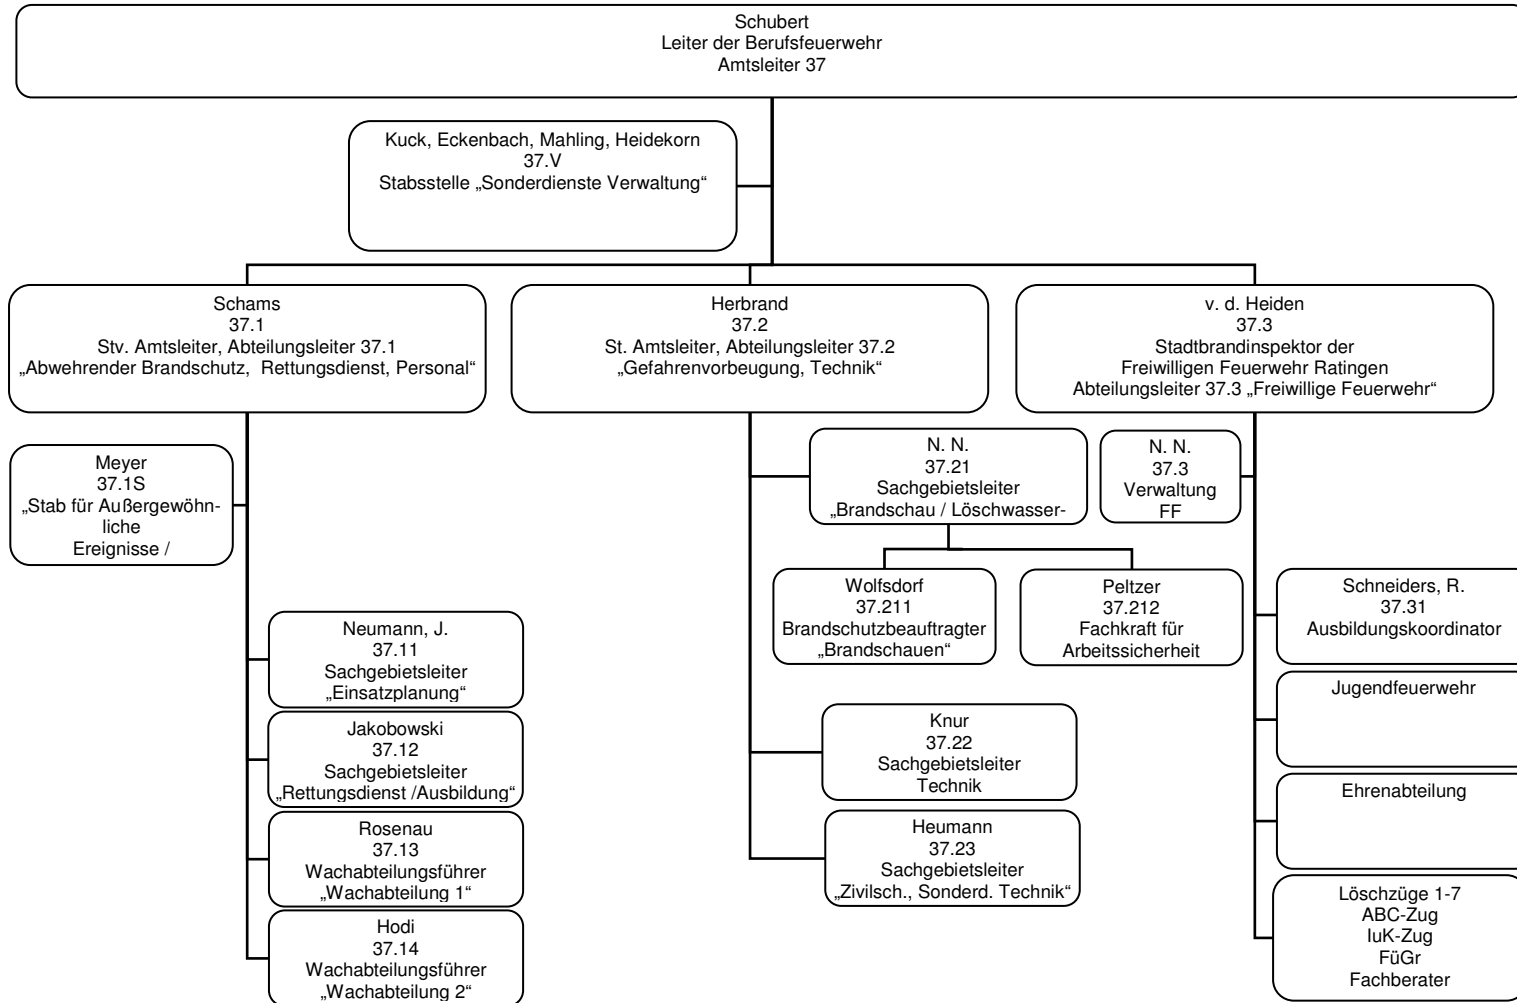 Schubert
Leiter der Berufsfeuerwehr
Amtsleiter 37
Kuck, Eckenbach, Mahling, Heidekorn
37.V
Stabsstelle „Sonderdienste Verwaltung“
Schams
37.1
Stv. Amtsleiter, Abteilungsleiter 37.1
„Abwehrender Brandschutz, Rettungsdienst, Personal“
Herbrand
37.2
St. Amtsleiter, Abteilungsleiter 37.2
„Gefahrenvorbeugung, Technik“
v. d. Heiden
37.3
Stadtbrandinspektor der
Freiwilligen Feuerwehr Ratingen
Abteilungsleiter 37.3 „Freiwillige Feuerwehr“
Meyer
37.1S
„Stab für Außergewöhn-
liche
Ereignisse /
Neumann, J.
37.11
Sachgebietsleiter
„Einsatzplanung“
Jakobowski
37.12
Sachgebietsleiter
„Rettungsdienst /Ausbildung“
Rosenau
37.13
Wachabteilungsführer
„Wachabteilung 1“
Hodi
37.14
Wachabteilungsführer
„Wachabteilung 2“
N. N.
37.21
Sachgebietsleiter
„Brandschau / Löschwasser-
Wolfsdorf
37.211
Brandschutzbeauftragter
„Brandschauen“
Peltzer
37.212
Fachkraft für
Arbeitssicherheit
Knur
37.22
Sachgebietsleiter
Technik
Heumann
37.23
Sachgebietsleiter
„Zivilsch., Sonderd. Technik“
N. N.
37.3
Verwaltung
FF
Schneiders, R.
37.31
Ausbildungskoordinator
Jugendfeuerwehr
Ehrenabteilung
Löschzüge 1-7
ABC-Zug
IuK-Zug
FüGr
Fachberater